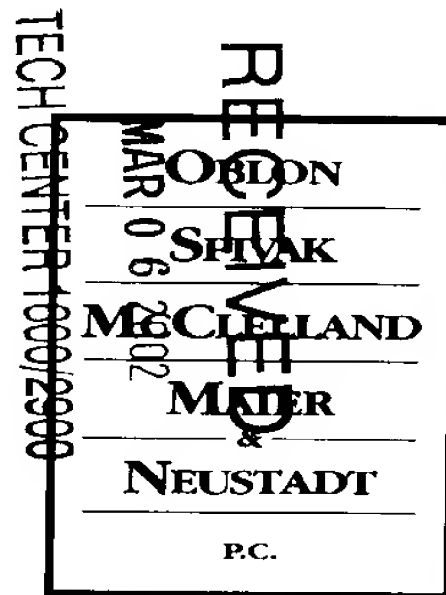 OBLON
SPIVAK
MCCLELLAND
MAIER
&
NEUSTADT
P.C.
RECEIVED
MAR 06 2002
TECH CENTER 1600/2900